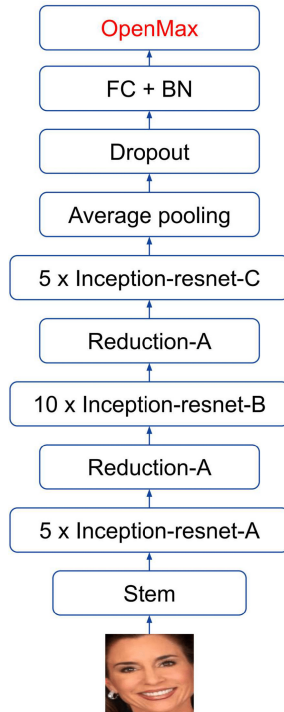 OpenMax
FC + BN
Dropout
Average pooling
5 x Inception-resnet-C
Reduction-A
10 x Inception-resnet-B
Reduction-A
5 x Inception-resnet-A
Stem